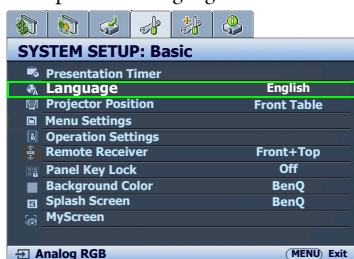 SYSTEM SETUP: Basic
Presentation Timer
Language English
Projector Position Front Table
Menu Settings
Operation Settings
Remote Receiver Front+Top
Panel Key Lock Off
Background Color BenQ
Splash Screen BenQ
MyScreen
Analog RGB MENU Exit